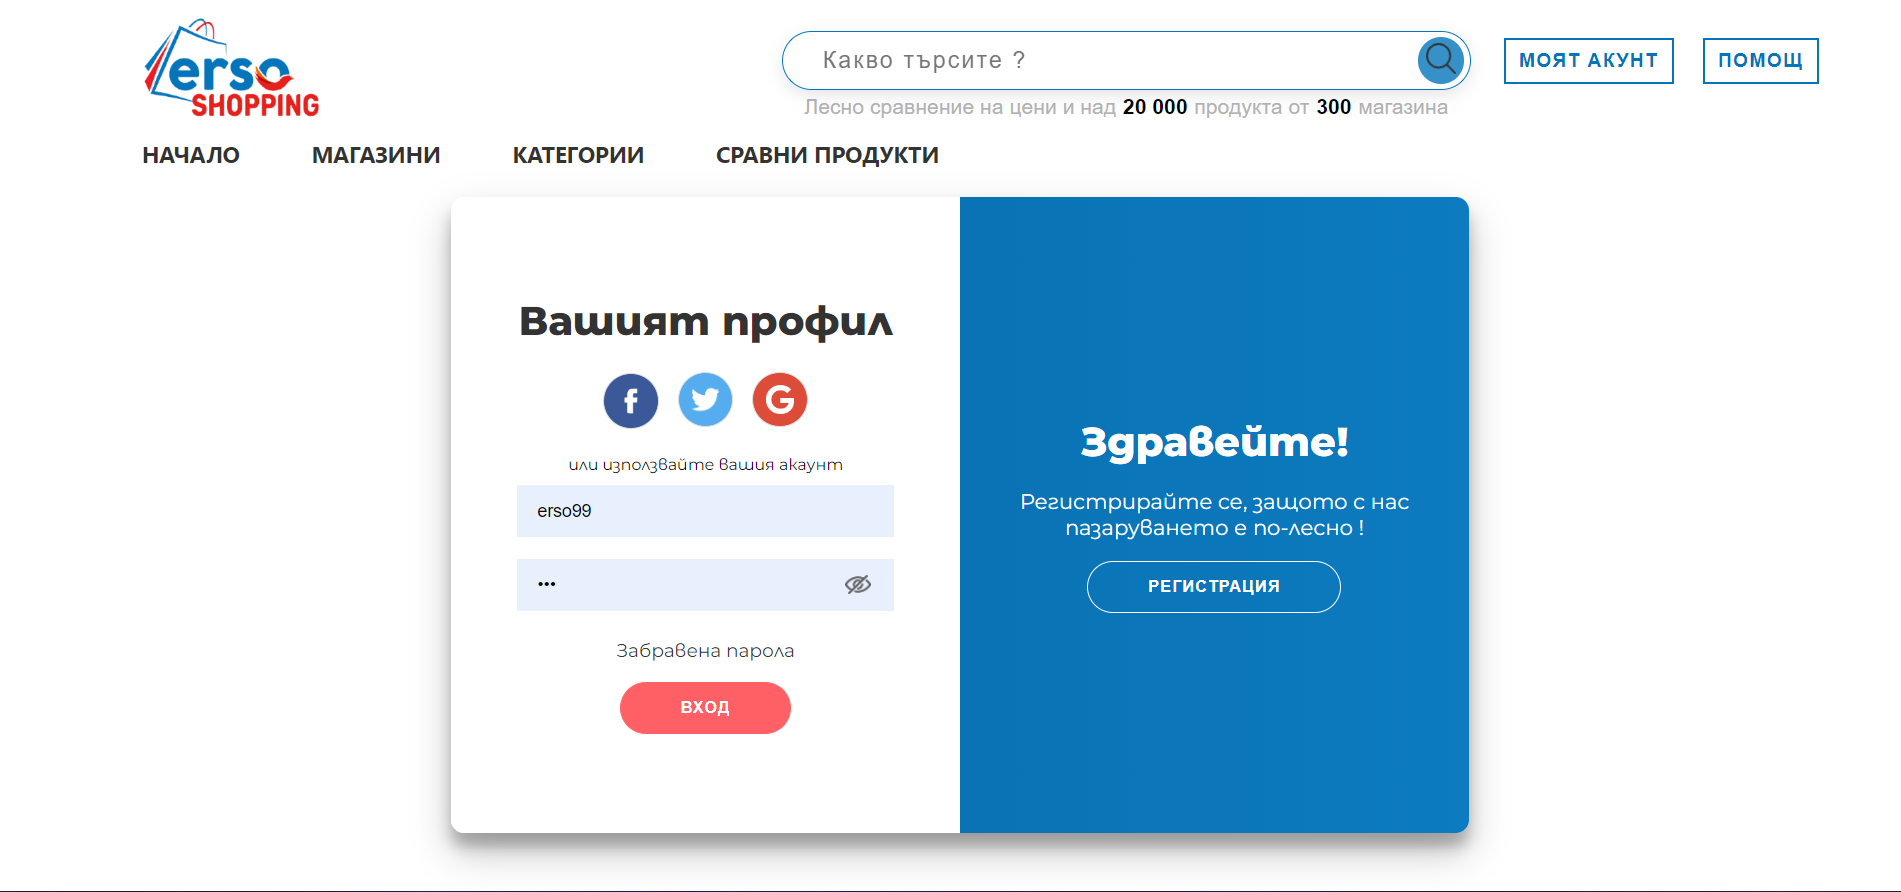 erso
SHOPPING
Какво търсите ?
МОЯТ АКУНТ
ПОМОЩ
Лесно сравнение на цени и над 20 000 продукта от 300 магазина
НАЧАЛО
МАГАЗИНИ
КАТЕГОРИИ
СРАВНИ ПРОДУКТИ
Вашият профил
или използвайте вашия акаунт
erso99
•••
Забравена парола
ВХОД
Здравейте!
Регистрирайте се, защото с нас
пазаруването е по-лесно !
РЕГИСТРАЦИЯ